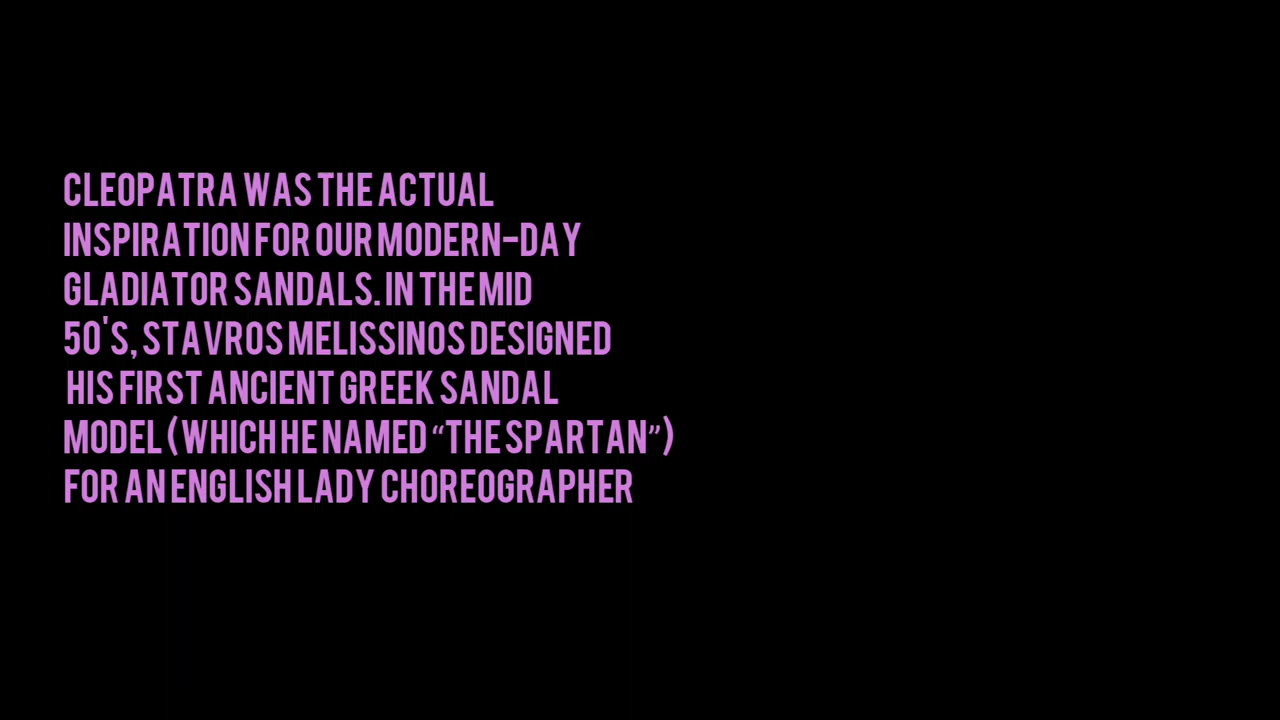 CLEOPATRA WAS THE ACTUAL
INSPIRATION FOR OUR MODERN-DAY
GLADIATOR SANDALS. IN THE MID
50'S, STAVROS MELISSINOS DESIGNED
HIS FIRST ANCIENT GREEK SANDAL
MODEL (WHICH HE NAMED “THE SPARTAN”)
FOR AN ENGLISH LADY CHOREOGRAPHER